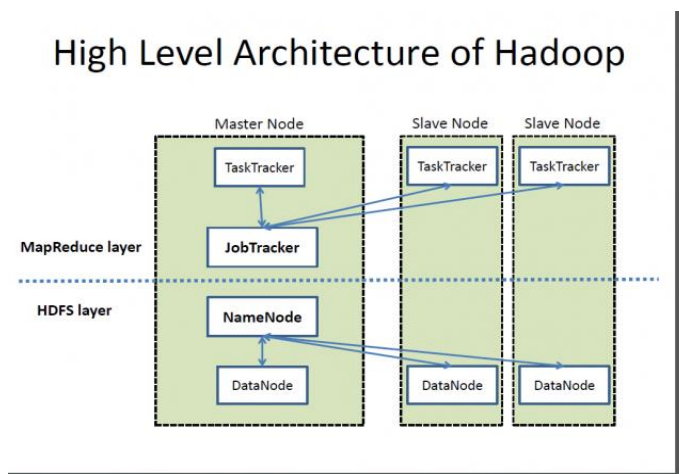 High Level Architecture of Hadoop
Master Node
Slave Node
Slave Node
TaskTracker
TaskTracker
TaskTracker
JobTracker
MapReduce layer
HDFS layer
NameNode
DataNode
DataNode
DataNode